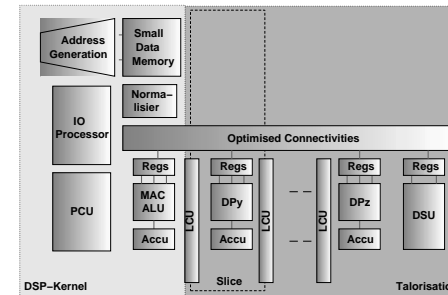 Address
Generation
Small
Data
Memory
Norma–
lisier
IO
Processor
Optimised Connectivities
Regs
Regs
Regs
Regs
PCU
MAC
ALU
LCU
DPy
LCU
LCU
DPz
DSU
Accu
Accu
Accu
DSP–Kernel
Slice
Talorisatio